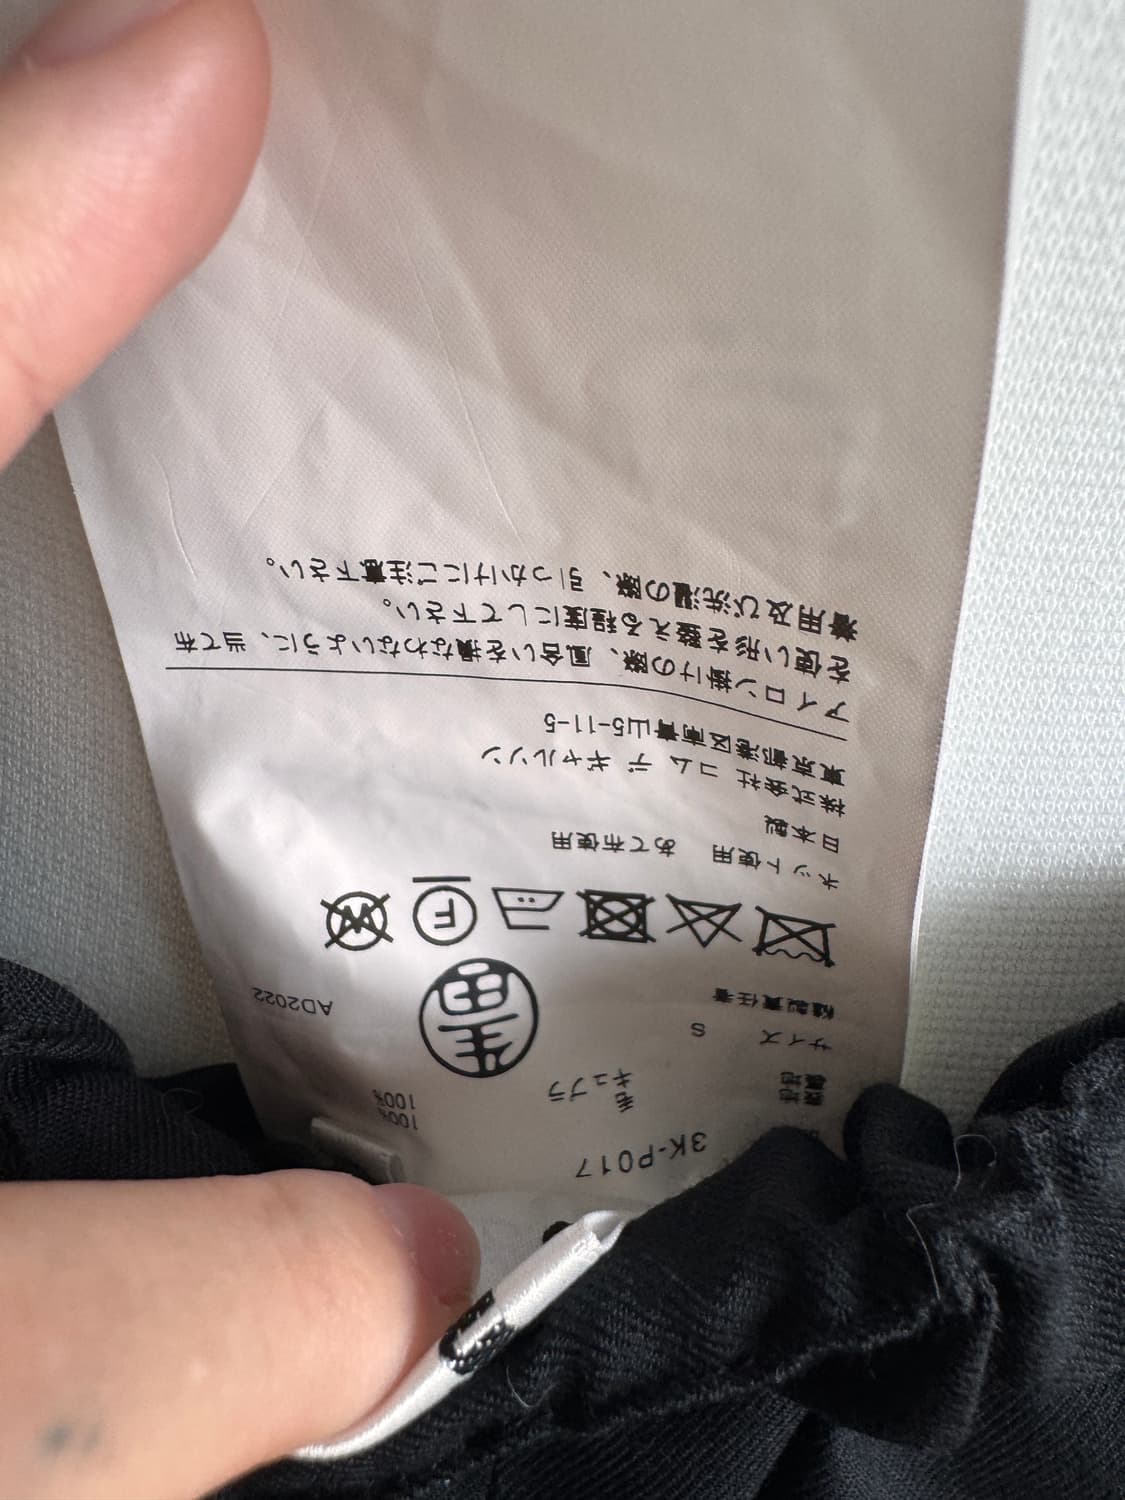 3K-P017
表地 毛 100%
裏地 キュプラ 100%
サイズ S
縫製責任者 AD2022
F
W
ネット使用 あて布使用
日本製
株式会社 コム デ ギャルソン
東京都港区南青山5-11-5
アイロン掛けの際、風合いを損なわないように、当て布
を使い形を整える程度にして下さい。
着用及び洗濯の際、引っかけにご注意下さい。